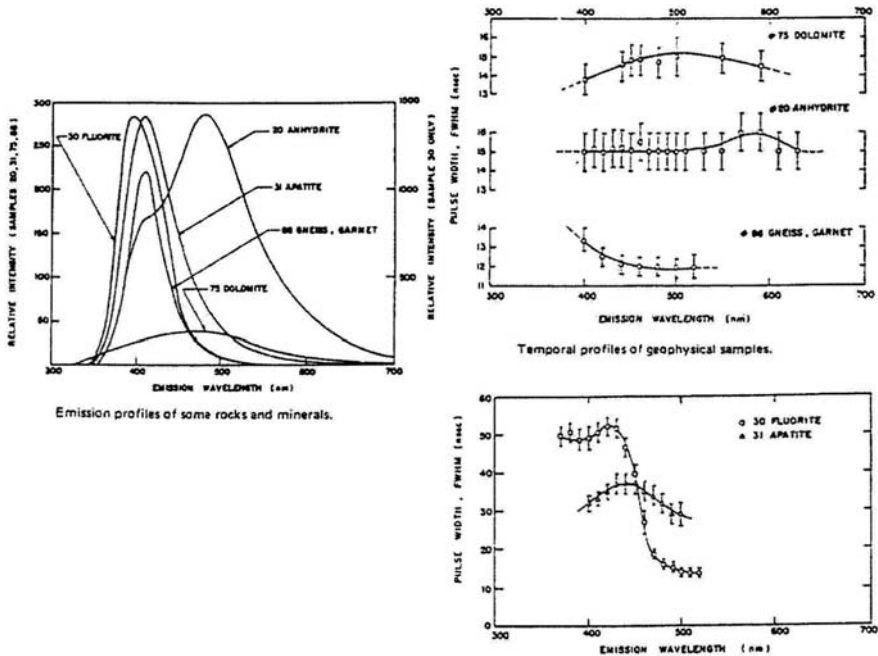 RELATIVE INTENSITY (SAMPLES 20,31,75,86)
300
250
200
150
100
50
30 FLUORITE
20 ANHYDRITE
31 APATITE
86 GNEISS, GARNET
75 DOLOMITE
1000
500
RELATIVE INTENSITY (SAMPLE 30 ONLY)
300 400 500 600 700
EMISSION WAVELENGTH (nm)
Emission profiles of some rocks and minerals.
400 500 600 700
PULSE WIDTH, FWHM (nsec)
# 75 DOLOMITE
16
15
14
13
#20 ANHYDRITE
16
15
14
13
# 86 GNEISS, GARNET
14
13
12
11
300 400 500 600 700
EMISSION WAVELENGTH (nm)
Temporal profiles of geophysical samples.
PULSE WIDTH, FWHM (nsec)
60
50
40
30
20
10
0
30 FLUORITE
31 APATITE
300 400 500 600 700
EMISSION WAVELENGTH (nm)